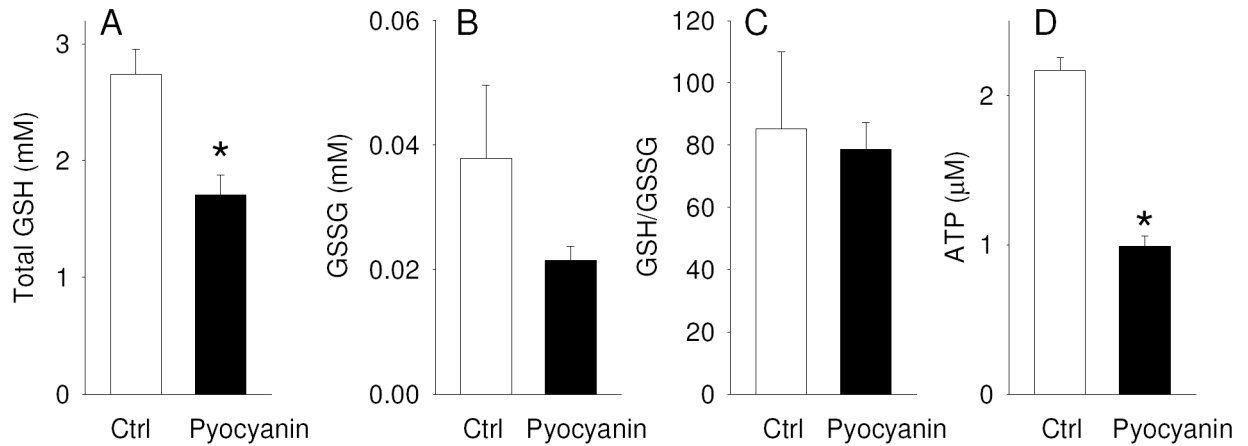 A
Total GSH (mM)
3
2
1
0
*
Ctrl Pyocyanin
B
GSSG (mM)
0.06
0.04
0.02
0.00
Ctrl Pyocyanin
C
GSH/GSSG
120
100
80
60
40
20
0
Ctrl Pyocyanin
D
ATP (μM)
2
1
0
*
Ctrl Pyocyanin